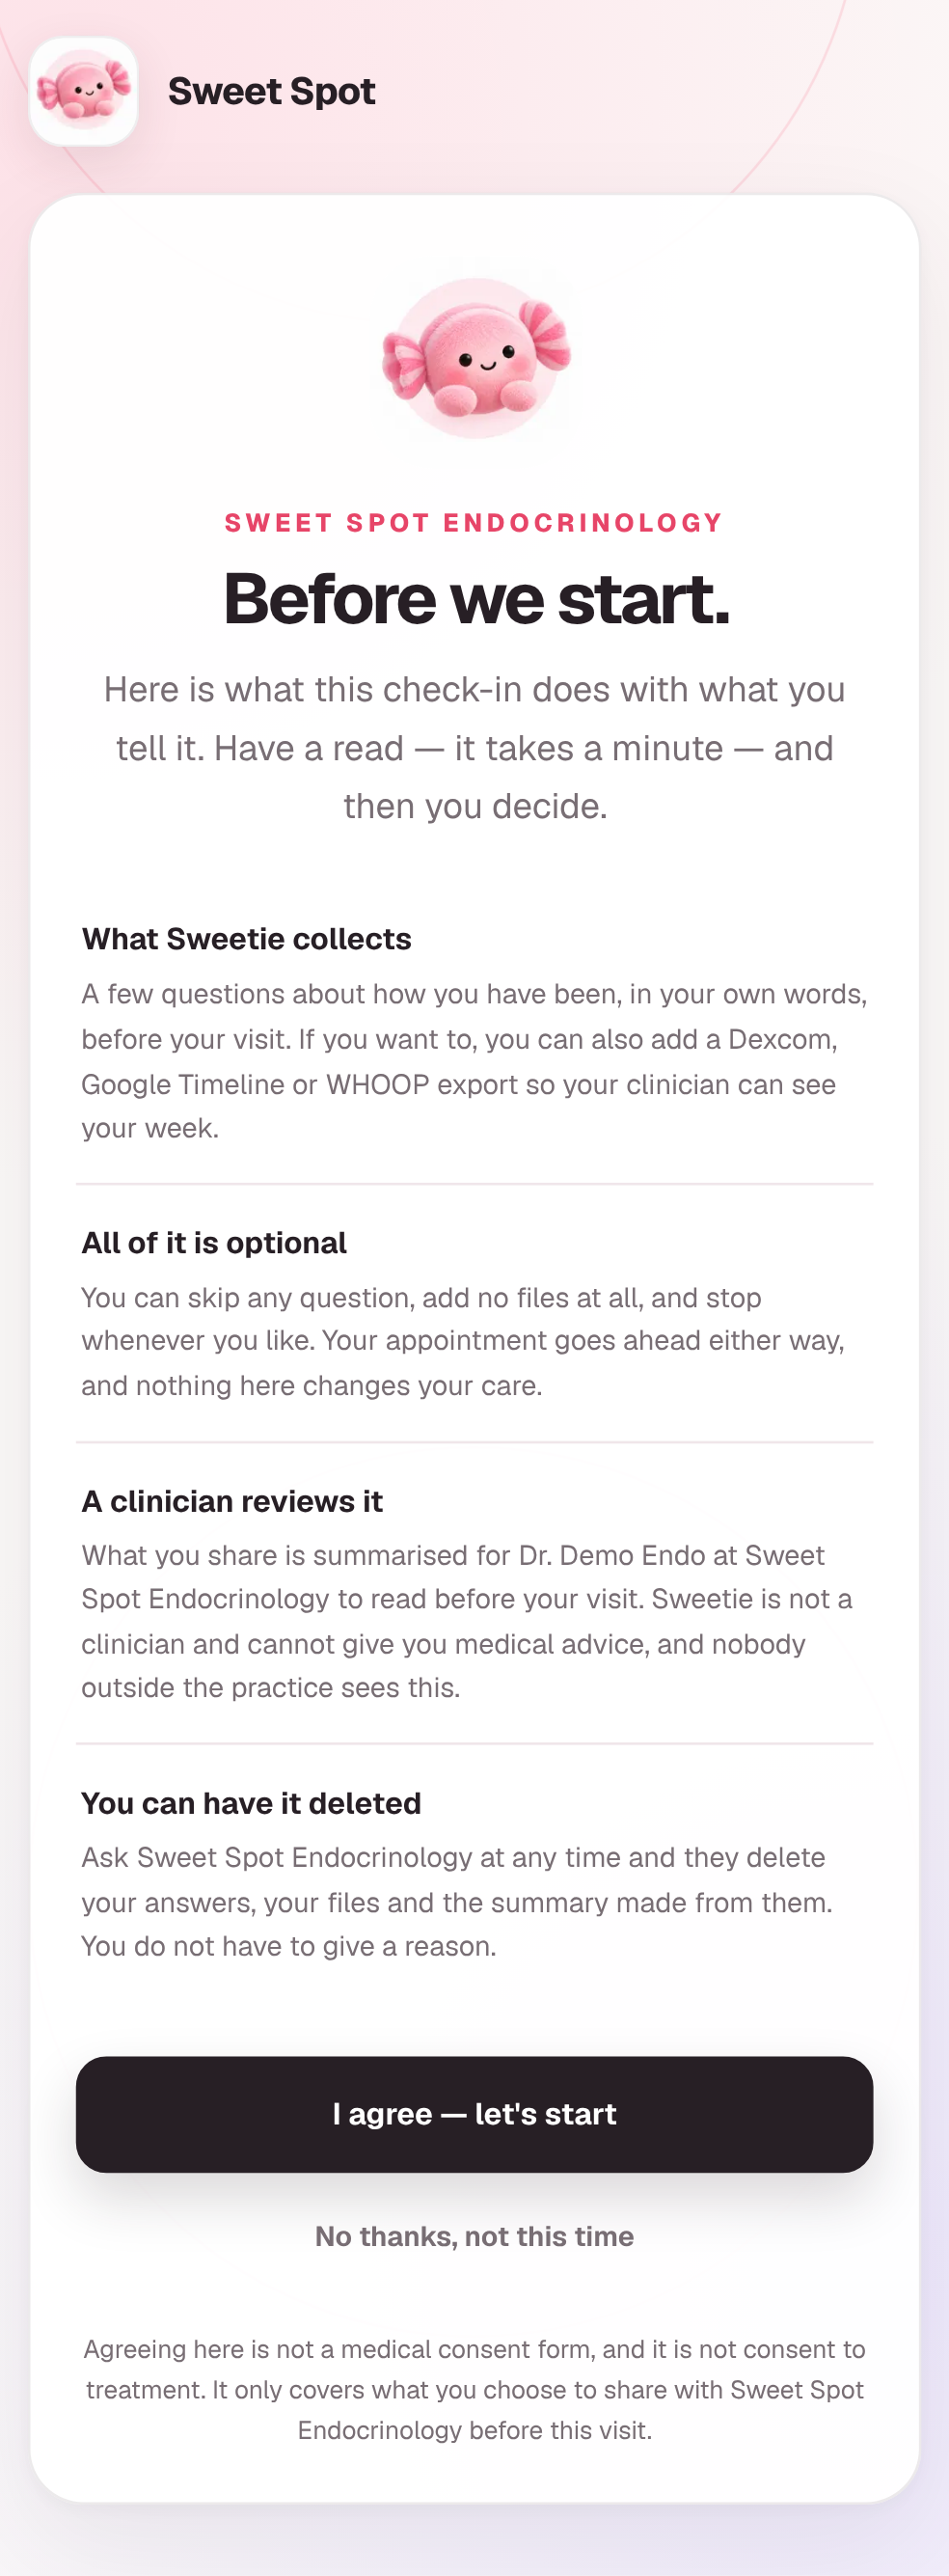 Sweet Spot
SWEET SPOT ENDOCRINOLOGY
Before we start.
Here is what this check-in does with what you
tell it. Have a read — it takes a minute — and
then you decide.
What Sweetie collects
A few questions about how you have been, in your own words,
before your visit. If you want to, you can also add a Dexcom,
Google Timeline or WHOOP export so your clinician can see
your week.
All of it is optional
You can skip any question, add no files at all, and stop
whenever you like. Your appointment goes ahead either way,
and nothing here changes your care.
A clinician reviews it
What you share is summarised for Dr. Demo Endo at Sweet
Spot Endocrinology to read before your visit. Sweetie is not a
clinician and cannot give you medical advice, and nobody
outside the practice sees this.
You can have it deleted
Ask Sweet Spot Endocrinology at any time and they delete
your answers, your files and the summary made from them.
You do not have to give a reason.
I agree — let's start
No thanks, not this time
Agreeing here is not a medical consent form, and it is not consent to
treatment. It only covers what you choose to share with Sweet Spot
Endocrinology before this visit.